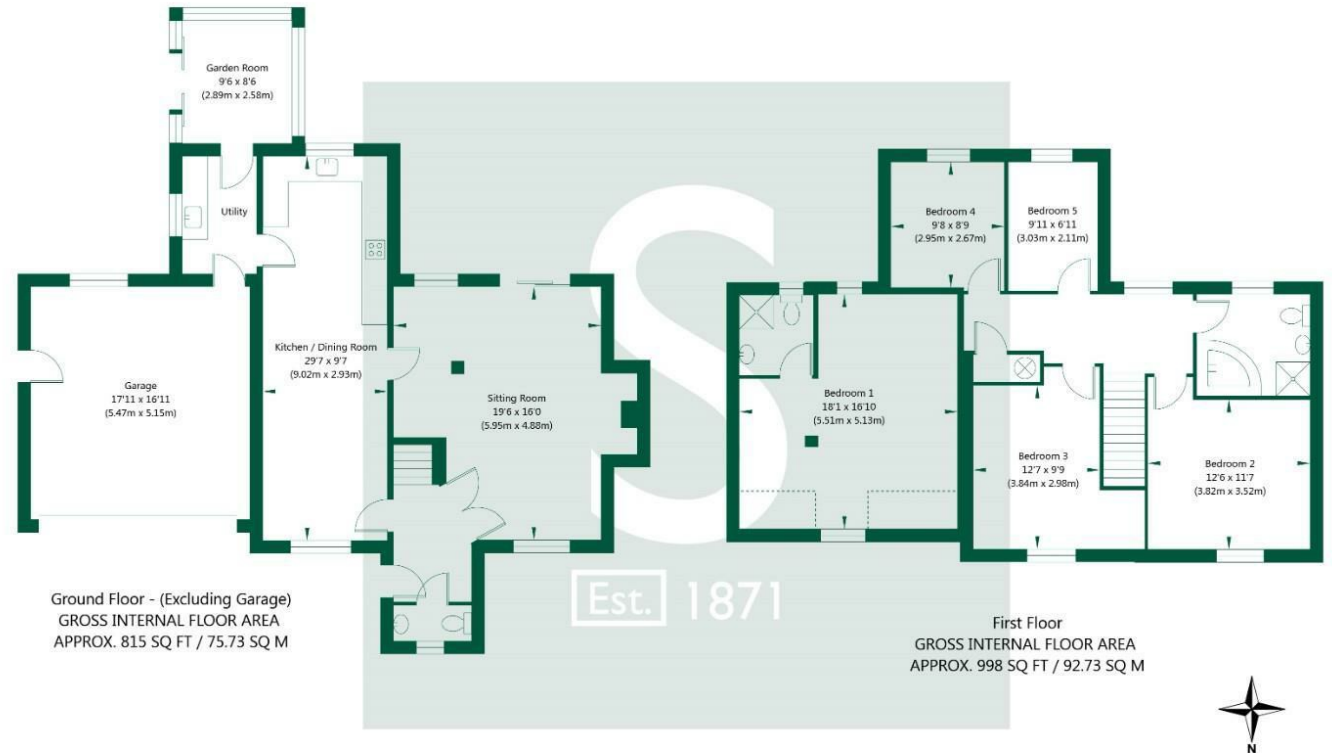 Garden Room
9'6 x 8'6
(2.89m x 2.58m)
Utility
Kitchen / Dining Room
29'7 x 9'7
(9.02m x 2.93m)
Garage
17'11 x 16'11
(5.47m x 5.15m)
Sitting Room
19'6 x 16'0
(5.95m x 4.88m)
Ground Floor - (Excluding Garage)
GROSS INTERNAL FLOOR AREA
APPROX. 815 SQ FT / 75.73 SQ M
S
Est. 1871
Bedroom 4
9'8 x 8'9
(2.95m x 2.67m)
Bedroom 5
9'11 x 6'11
(3.03m x 2.11m)
Bedroom 1
18'1 x 16'10
(5.51m x 5.13m)
Bedroom 3
12'7 x 9'9
(3.84m x 2.98m)
Bedroom 2
12'6 x 11'7
(3.82m x 3.52m)
First Floor
GROSS INTERNAL FLOOR AREA
APPROX. 998 SQ FT / 92.73 SQ M
N